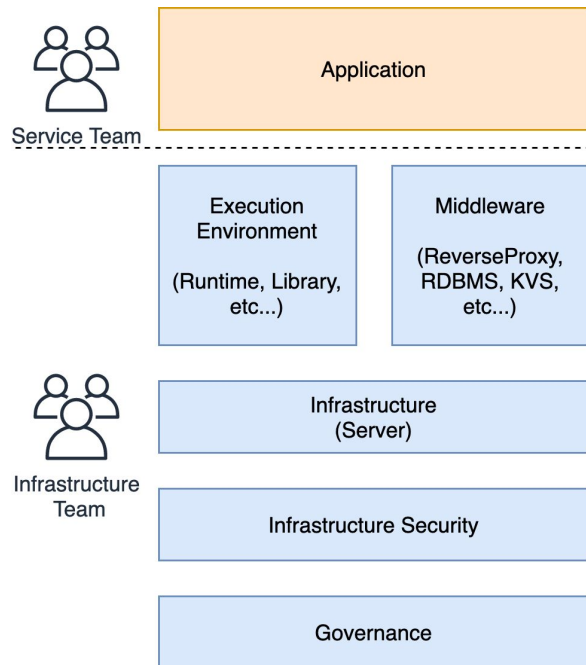 Application
Service Team
Execution
Environment
(Runtime, Library,
etc...)
Middleware
(ReverseProxy,
RDBMS, KVS,
etc...)
Infrastructure
(Server)
Infrastructure
Team
Infrastructure Security
Governance